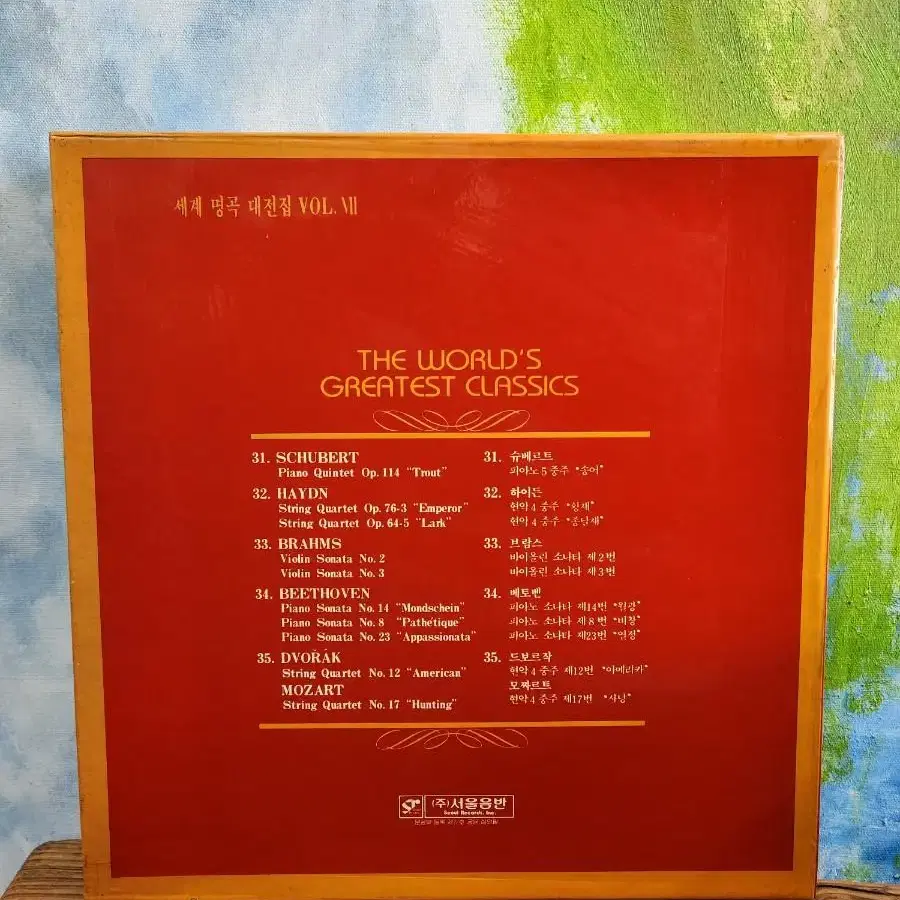 세계 명곡 대전집 VOL. Ⅶ
THE WORLD'S
GREATEST CLASSICS
31. SCHUBERT
Piano Quintet Op. 114 "Trout"
32. HAYDN
String Quartet Op. 76-3 "Emperor"
String Quartet Op. 64-5 "Lark"
33. BRAHMS
Violin Sonata No. 2
Violin Sonata No. 3
34. BEETHOVEN
Piano Sonata No. 14 "Mondschein"
Piano Sonata No. 8 "Pathétique"
Piano Sonata No. 23 "Appassionata"
35. DVOŘÁK
String Quartet No. 12 "American"
MOZART
String Quartet No. 17 "Hunting"
31. 슈베르트
피아노 5 중주 "송어"
32. 하이든
현악 4 중주 "황제"
현악 4 중주 "종달새"
33. 브람스
바이올린 소나타 제 2 번
바이올린 소나타 제 3 번
34. 베토벤
피아노 소나타 제14번 "월광"
피아노 소나타 제 8 번 "비창"
피아노 소나타 제23번 "열정"
35. 드보르작
현악 4 중주 제12번 "아메리카"
모짜르트
현악 4 중주 제17번 "사냥"
(주)서울음반
Seoul Records, Inc.